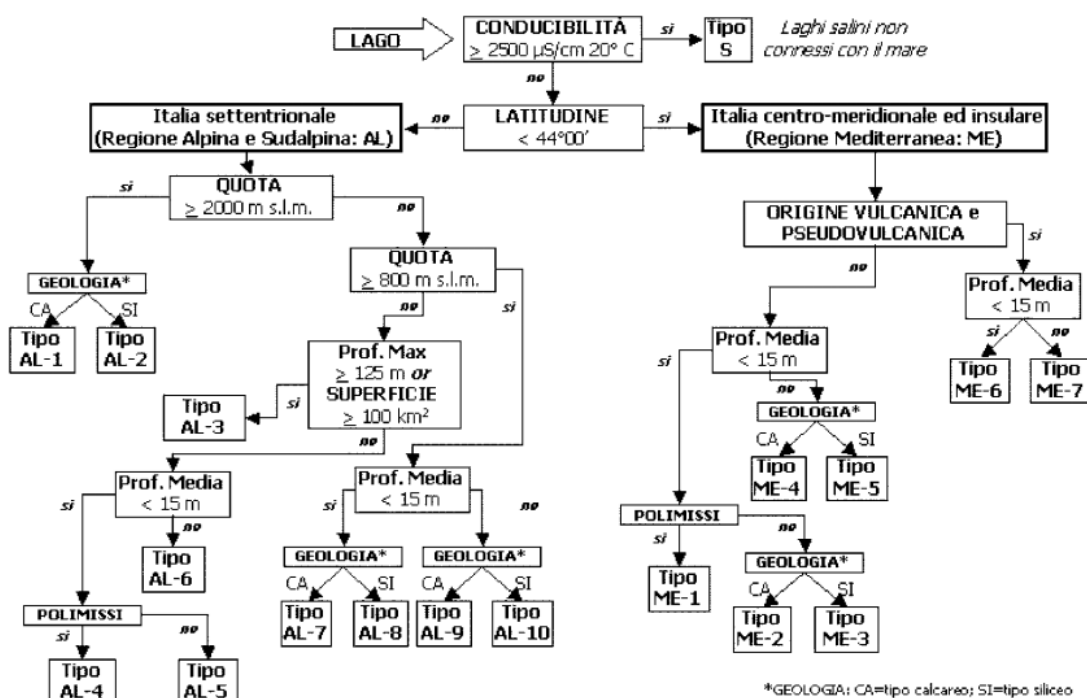 LAGO
CONDUCIBILITÀ
≥ 2500 µS/cm 20° C
si
Tipo
S
Laghi salini non
connessi con il mare
no
Italia settentrionale
(Regione Alpina e Sudalpina: AL)
no
LATITUDINE
< 44°00'
si
Italia centro-meridionale ed insulare
(Regione Mediterranea: ME)
si
QUOTA
≥ 2000 m s.l.m.
no
ORIGINE VULCANICA e
PSEUDOVULCANICA
si
no
QUOTA
≥ 800 m s.l.m.
no
si
GEOLOGIA*
CA
SI
Tipo
AL-1
Tipo
AL-2
Prof. Media
< 15 m
si
no
Tipo
ME-6
Tipo
ME-7
Prof. Max
≥ 125 m or
SUPERFICIE
≥ 100 km²
si
no
Tipo
AL-3
Prof. Media
< 15 m
si
no
GEOLOGIA*
CA
SI
Tipo
ME-4
Tipo
ME-5
Prof. Media
< 15 m
si
no
Tipo
AL-6
Prof. Media
< 15 m
si
no
GEOLOGIA*
GEOLOGIA*
CA
SI
CA
SI
Tipo
AL-7
Tipo
AL-8
Tipo
AL-9
Tipo
AL-10
POLIMISSI
si
no
Tipo
ME-1
GEOLOGIA*
CA
SI
Tipo
ME-2
Tipo
ME-3
POLIMISSI
si
no
Tipo
AL-4
Tipo
AL-5
*GEOLOGIA: CA=tipo calcareo; SI=tipo siliceo